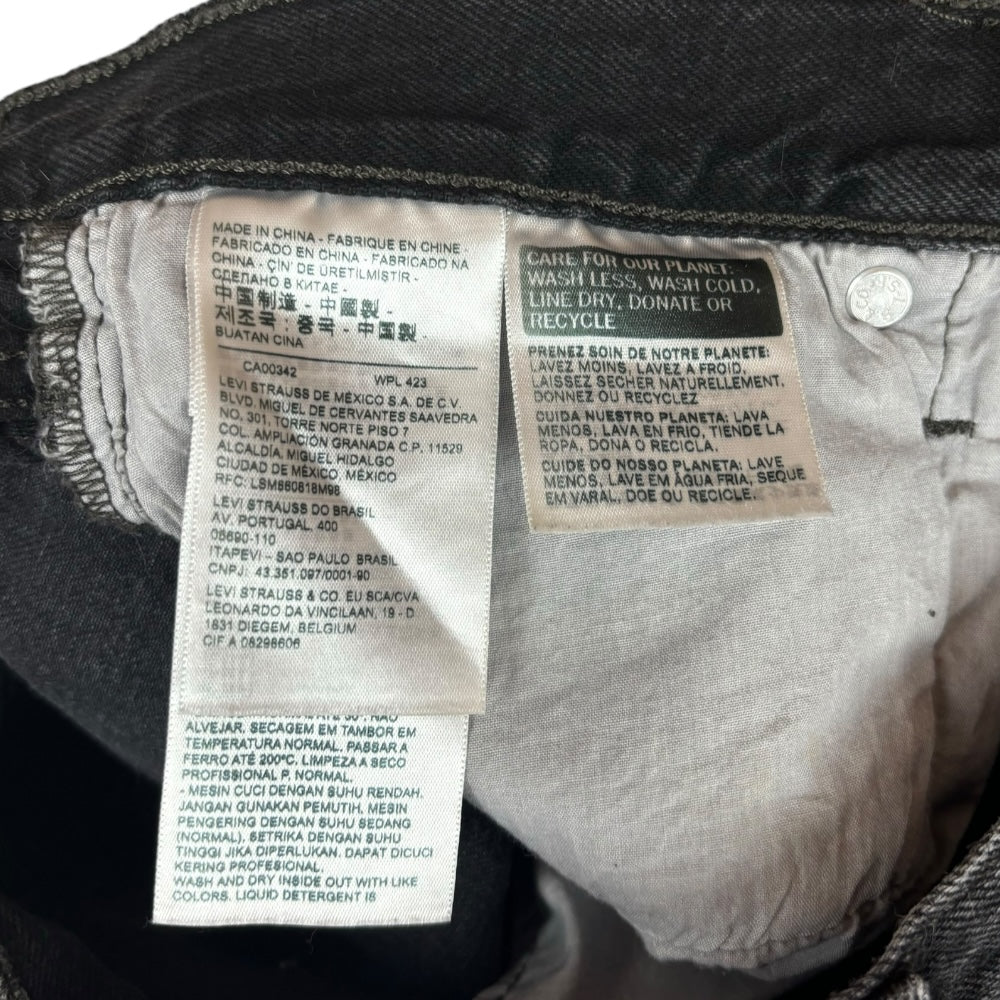 MADE IN CHINA - FABRIQUE EN CHINE -
FABRICADO EN CHINA - FABRICADO NA
CHINA - ÇIN' DE ÜRETILMISTIR -
СДЕЛАНО В КИТАЕ -
中国制造 - 中國製 -
제조국 : 중국 - 中国製 -
BUATAN CINA
CA00342 WPL 423
LEVI STRAUSS DE MÉXICO S.A. DE C.V.
BLVD. MIGUEL DE CERVANTES SAAVEDRA
NO. 301, TORRE NORTE PISO 7
COL. AMPLIACIÓN GRANADA C.P. 11529
ALCALDÍA. MIGUEL HIDALGO
CIUDAD DE MÉXICO, MÉXICO
RFC: LSM860818M98
LEVI STRAUSS DO BRASIL
AV. PORTUGAL, 400
06690-110
ITAPEVI – SAO PAULO BRASIL
CNPJ: 43.351.097/0001-90
LEVI STRAUSS & CO. EU SCA/CVA
LEONARDO DA VINCILAAN, 19 - D
1831 DIEGEM, BELGIUM
CIF A 08298606
ATÉ 30°. NÃO
ALVEJAR. SECAGEM EM TAMBOR EM
TEMPERATURA NORMAL. PASSAR A
FERRO ATÉ 200°C. LIMPEZA A SECO
PROFISSIONAL P. NORMAL.
- MESIN CUCI DENGAN SUHU RENDAH.
JANGAN GUNAKAN PEMUTIH. MESIN
PENGERING DENGAN SUHU SEDANG
(NORMAL). SETRIKA DENGAN SUHU
TINGGI JIKA DIPERLUKAN. DAPAT DICUCI
KERING PROFESIONAL.
WASH AND DRY INSIDE OUT WITH LIKE
COLORS. LIQUID DETERGENT IS
CARE FOR OUR PLANET:
WASH LESS, WASH COLD,
LINE DRY, DONATE OR
RECYCLE
PRENEZ SOIN DE NOTRE PLANETE:
LAVEZ MOINS, LAVEZ A FROID,
LAISSEZ SECHER NATURELLEMENT,
DONNEZ OU RECYCLEZ
CUIDA NUESTRO PLANETA: LAVA
MENOS, LAVA EN FRIO, TIENDE LA
ROPA, DONA O RECICLA.
CUIDE DO NOSSO PLANETA: LAVE
MENOS, LAVE EM ÁGUA FRIA, SEQUE
EM VARAL, DOE OU RECICLE.